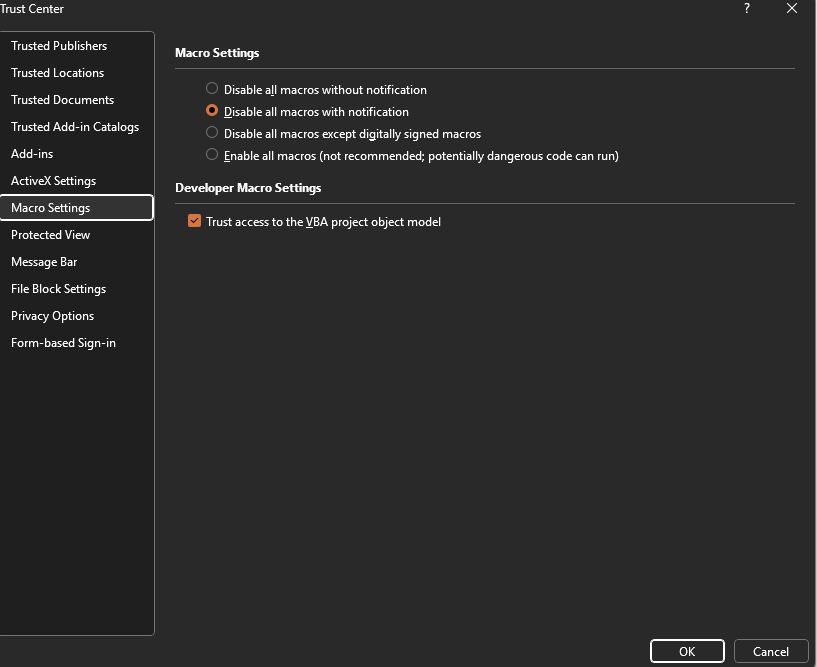 Trust Center
?
Trusted Publishers
Trusted Locations
Trusted Documents
Trusted Add-in Catalogs
Add-ins
ActiveX Settings
Macro Settings
Protected View
Message Bar
File Block Settings
Privacy Options
Form-based Sign-in
Macro Settings
Disable all macros without notification
Disable all macros with notification
Disable all macros except digitally signed macros
Enable all macros (not recommended; potentially dangerous code can run)
Developer Macro Settings
Trust access to the VBA project object model
OK
Cancel